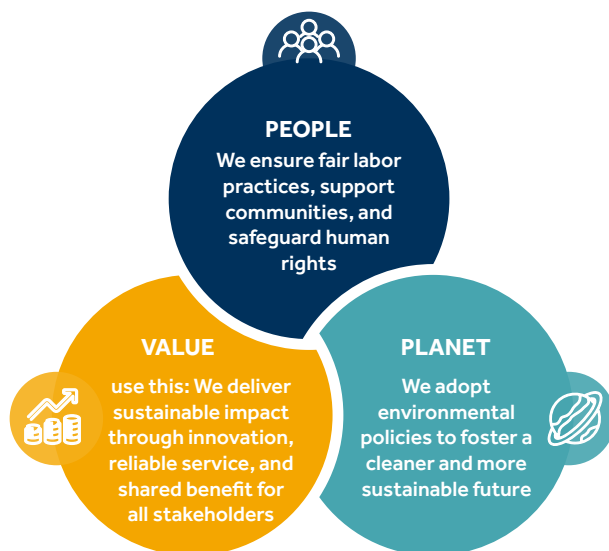 PEOPLE
We ensure fair labor
practices, support
communities, and
safeguard human
rights
VALUE
use this: We deliver
sustainable impact
through innovation,
reliable service, and
shared benefit for
all stakeholders
PLANET
We adopt
environmental
policies to foster a
cleaner and more
sustainable future